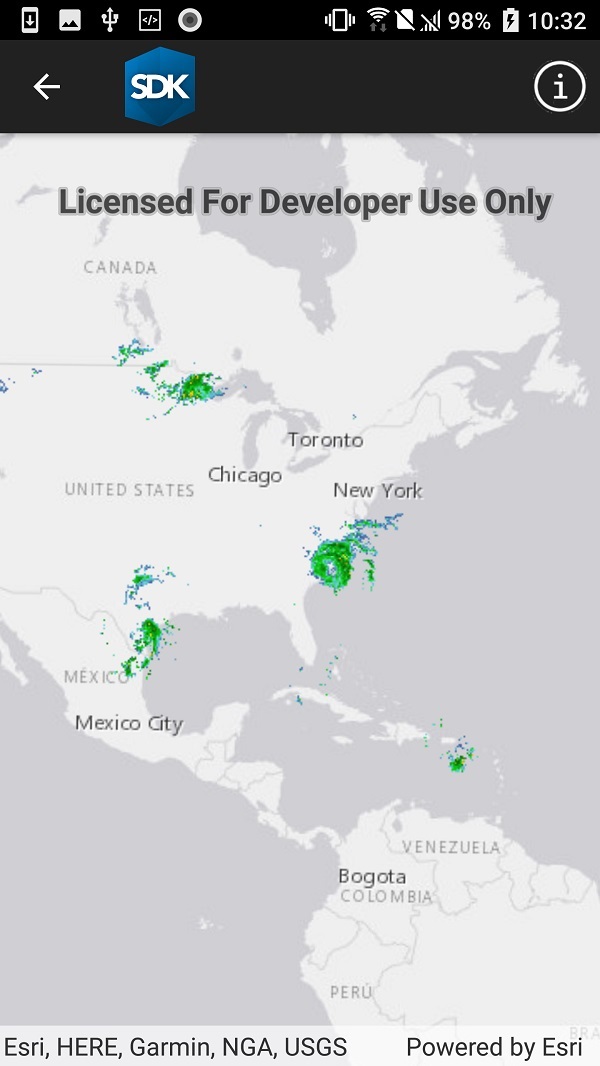 98% 10:32
SDK
Licensed For Developer Use Only
CANADA
Toronto
Chicago
UNITED STATES
New York
MÉXICO
Mexico City
VENEZUELA
Bogota
COLOMBIA
PERÚ
BRA
Esri, HERE, Garmin, NGA, USGS
Powered by Esri